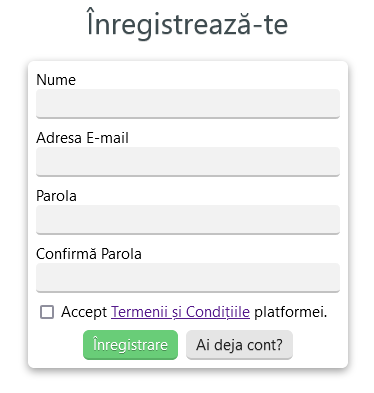 Înregistrează-te
Nume
Adresa E-mail
Parola
Confirmă Parola
Accept Termenii și Condițiile platformei.
Înregistrare Ai deja cont?